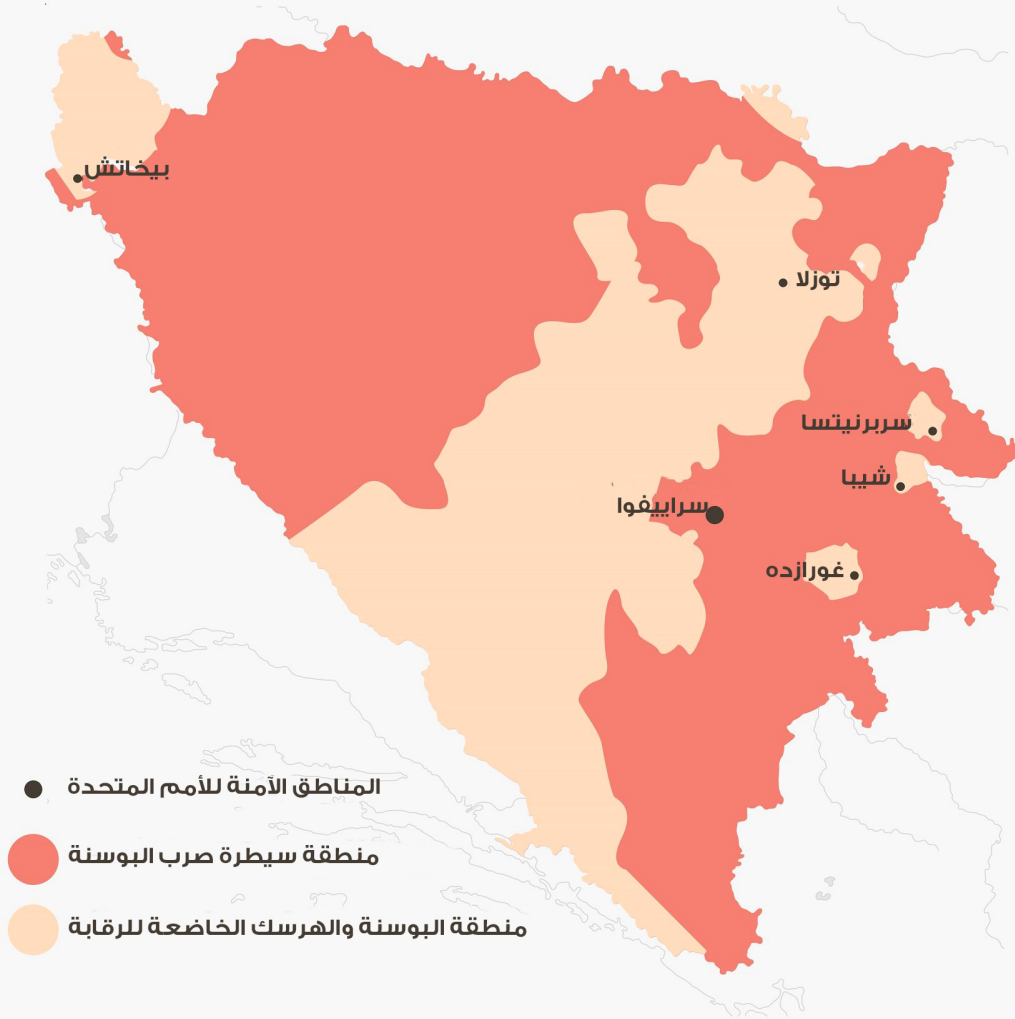 بيخاتش
توزلا
سربرنيتسا
شيبا
سراييفوا
غورازده
المناطق الآمنة للأمم المتحدة
منطقة سيطرة صرب البوسنة
منطقة البوسنة والهرسك الخاضعة للرقابة